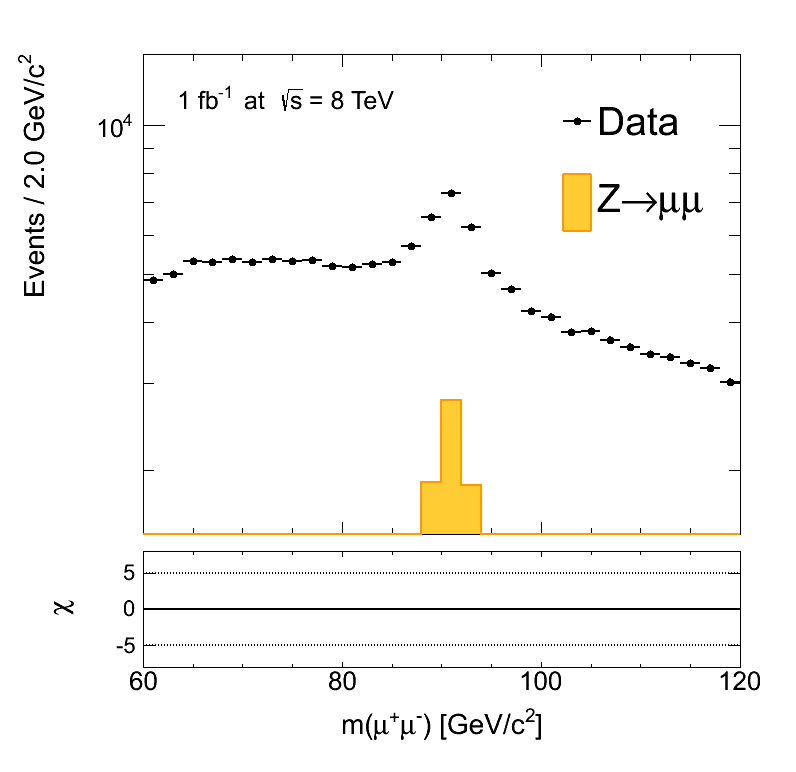 Events / 2.0 GeV/c²
1 fb⁻¹ at √s = 8 TeV
Data
Z→μμ
10⁴
χ
5
0
-5
60 80 100 120
m(μ⁺μ⁻) [GeV/c²]